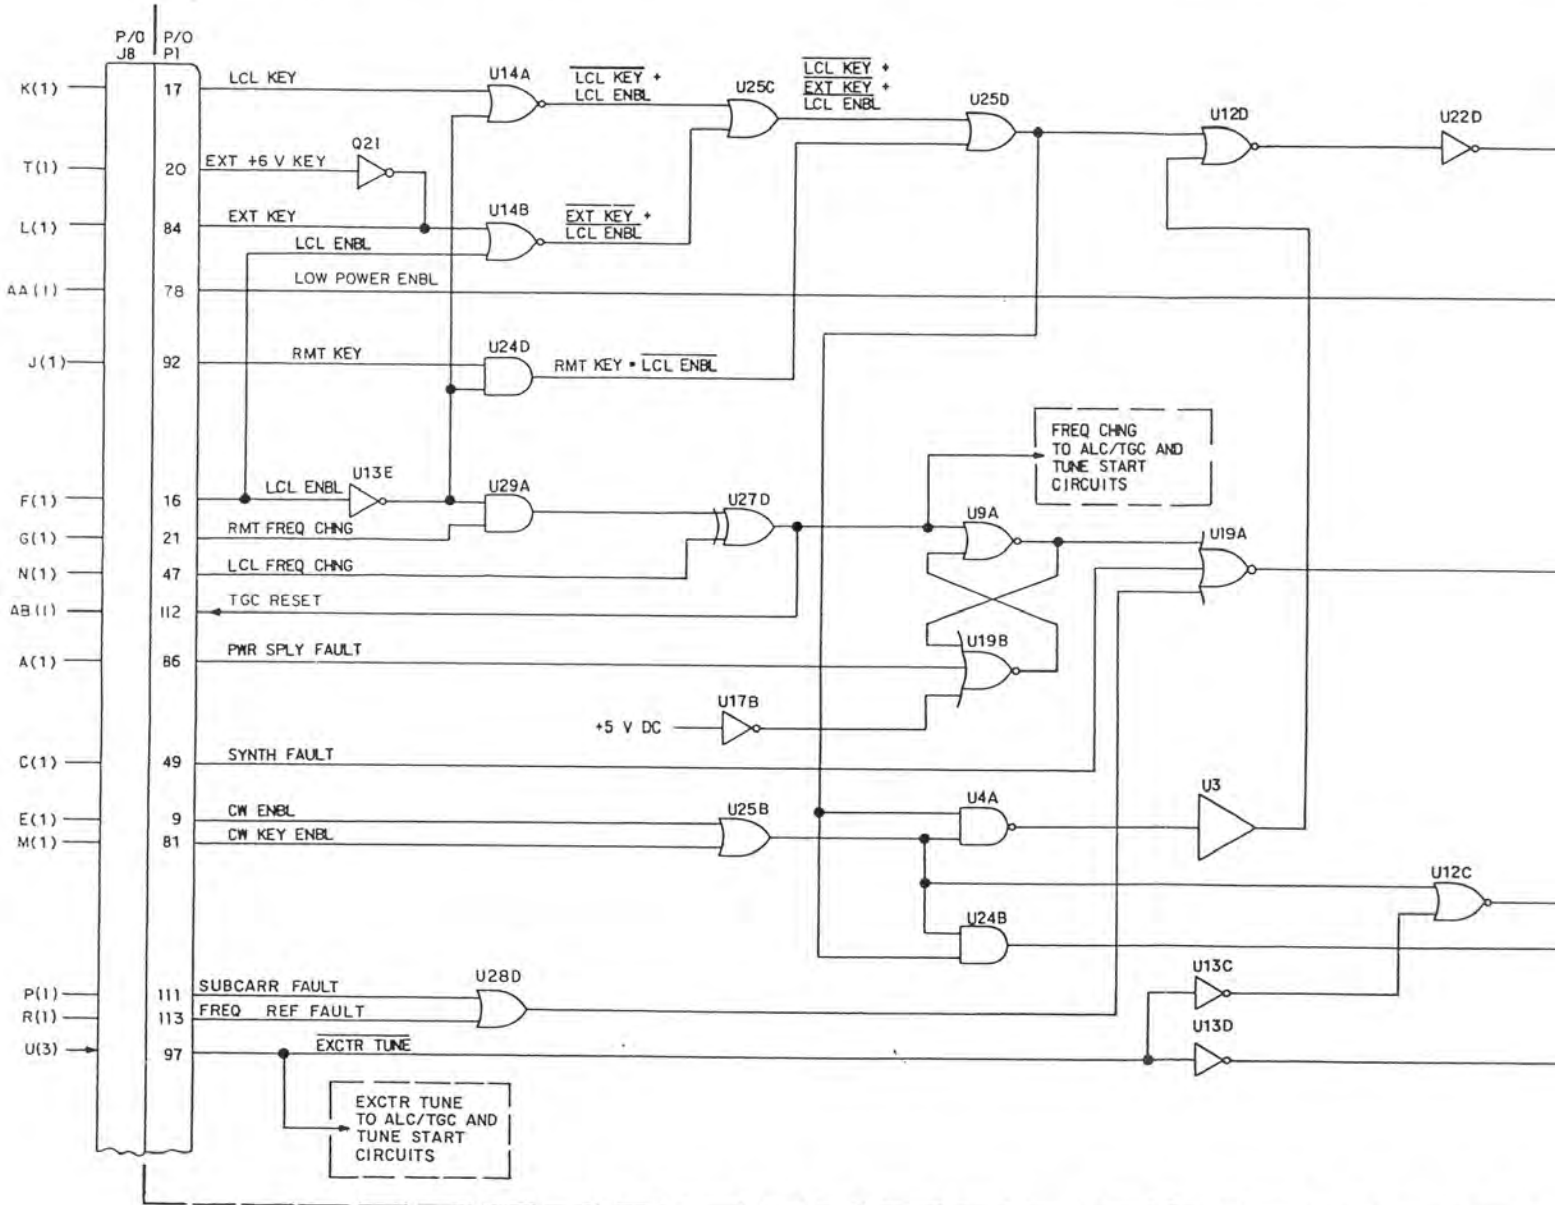 P/O J8
P/O P1
K(1) 17 LCL KEY
U14A
LCL KEY +
LCL ENBL
U25C
LCL KEY +
EXT KEY +
LCL ENBL
U25D
U12D
U22D
T(1) 20 EXT +6 V KEY
Q21
L(1) 84 EXT KEY
U14B
EXT KEY +
LCL ENBL
LCL ENBL
AA(1) 78 LOW POWER ENBL
J(1) 92 RMT KEY
U24D
RMT KEY • LCL ENBL
FREQ CHNG
TO ALC/TGC AND
TUNE START
CIRCUITS
F(1) 16 LCL ENBL
U13E
U29A
U27D
U9A
U19A
G(1) 21 RMT FREQ CHNG
N(1) 47 LCL FREQ CHNG
AB(1) 112 TGC RESET
A(1) 86 PWR SPLY FAULT
U19B
U17B
+5 V DC
C(1) 49 SYNTH FAULT
E(1) 9 CW ENBL
U25B
U4A
U3
M(1) 81 CW KEY ENBL
U12C
U24B
U13C
P(1) 111 SUBCARR FAULT
U28D
R(1) 113 FREQ REF FAULT
U13D
U(3) 97 EXCTR TUNE
EXCTR TUNE
TO ALC/TGC AND
TUNE START
CIRCUITS